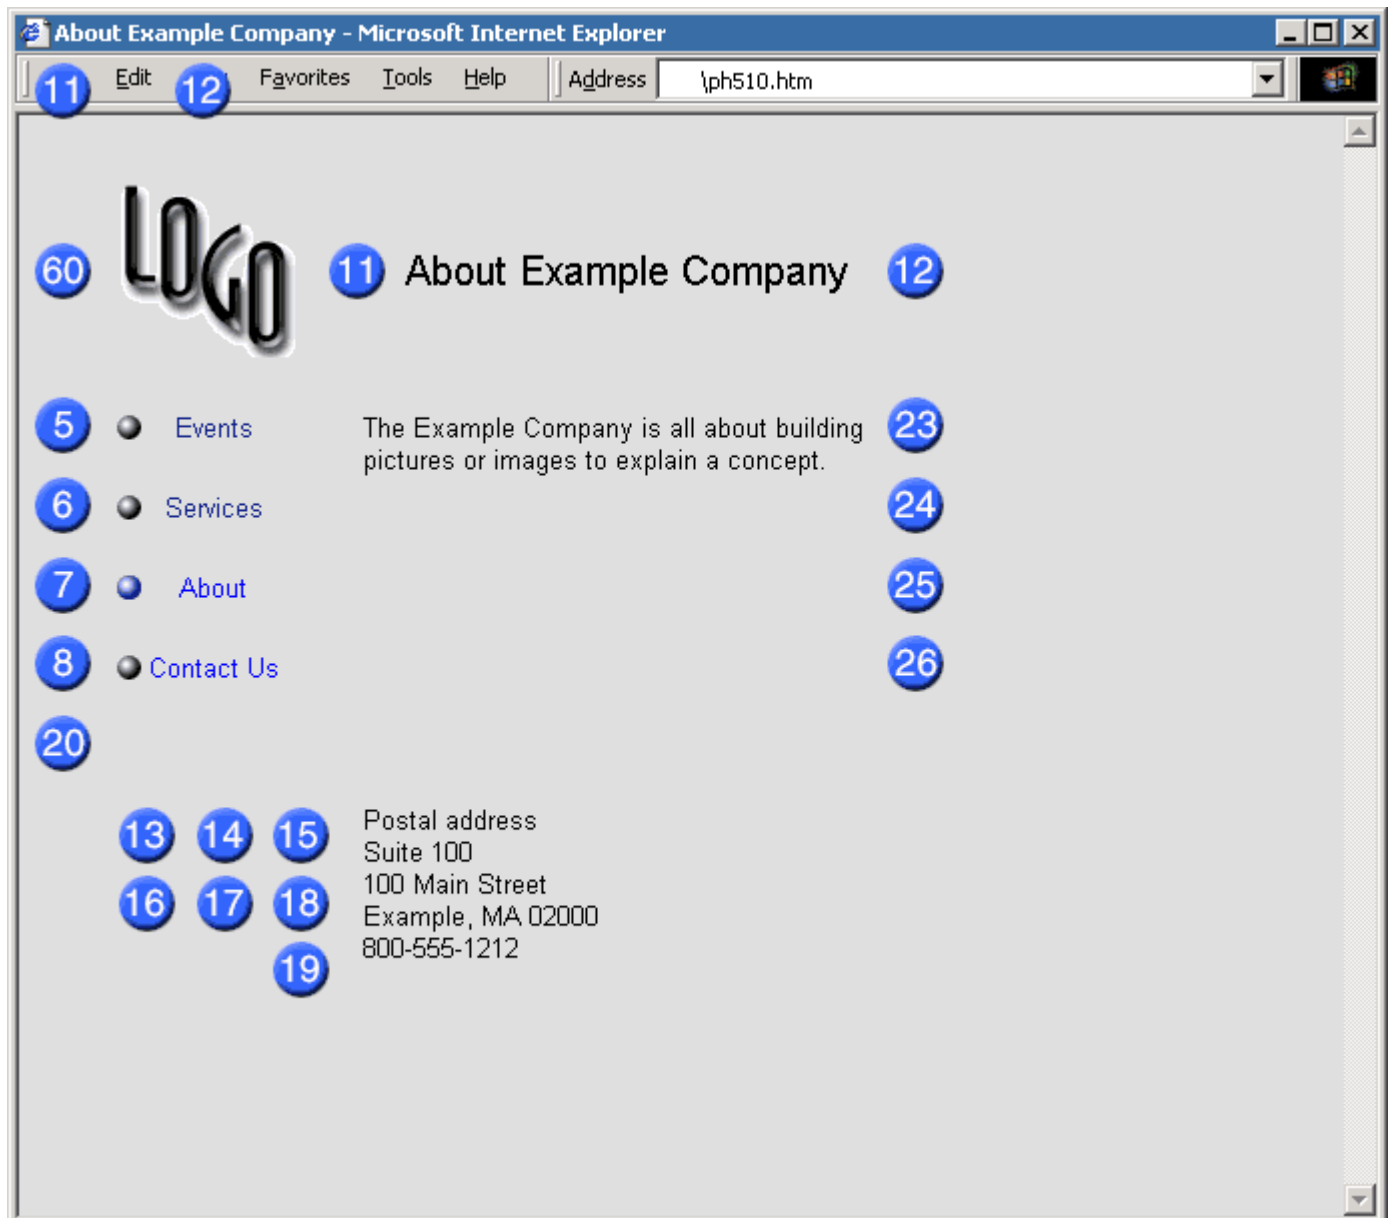 About Example Company - Microsoft Internet Explorer
11 Edit 12 Favorites Tools Help Address \ph510.htm
LOGO
60 11 About Example Company 12
5 Events The Example Company is all about building 23
pictures or images to explain a concept.
6 Services 24
7 About 25
8 Contact Us 26
20
13 14 15 Postal address
Suite 100
16 17 18 100 Main Street
Example, MA 02000
19 800-555-1212